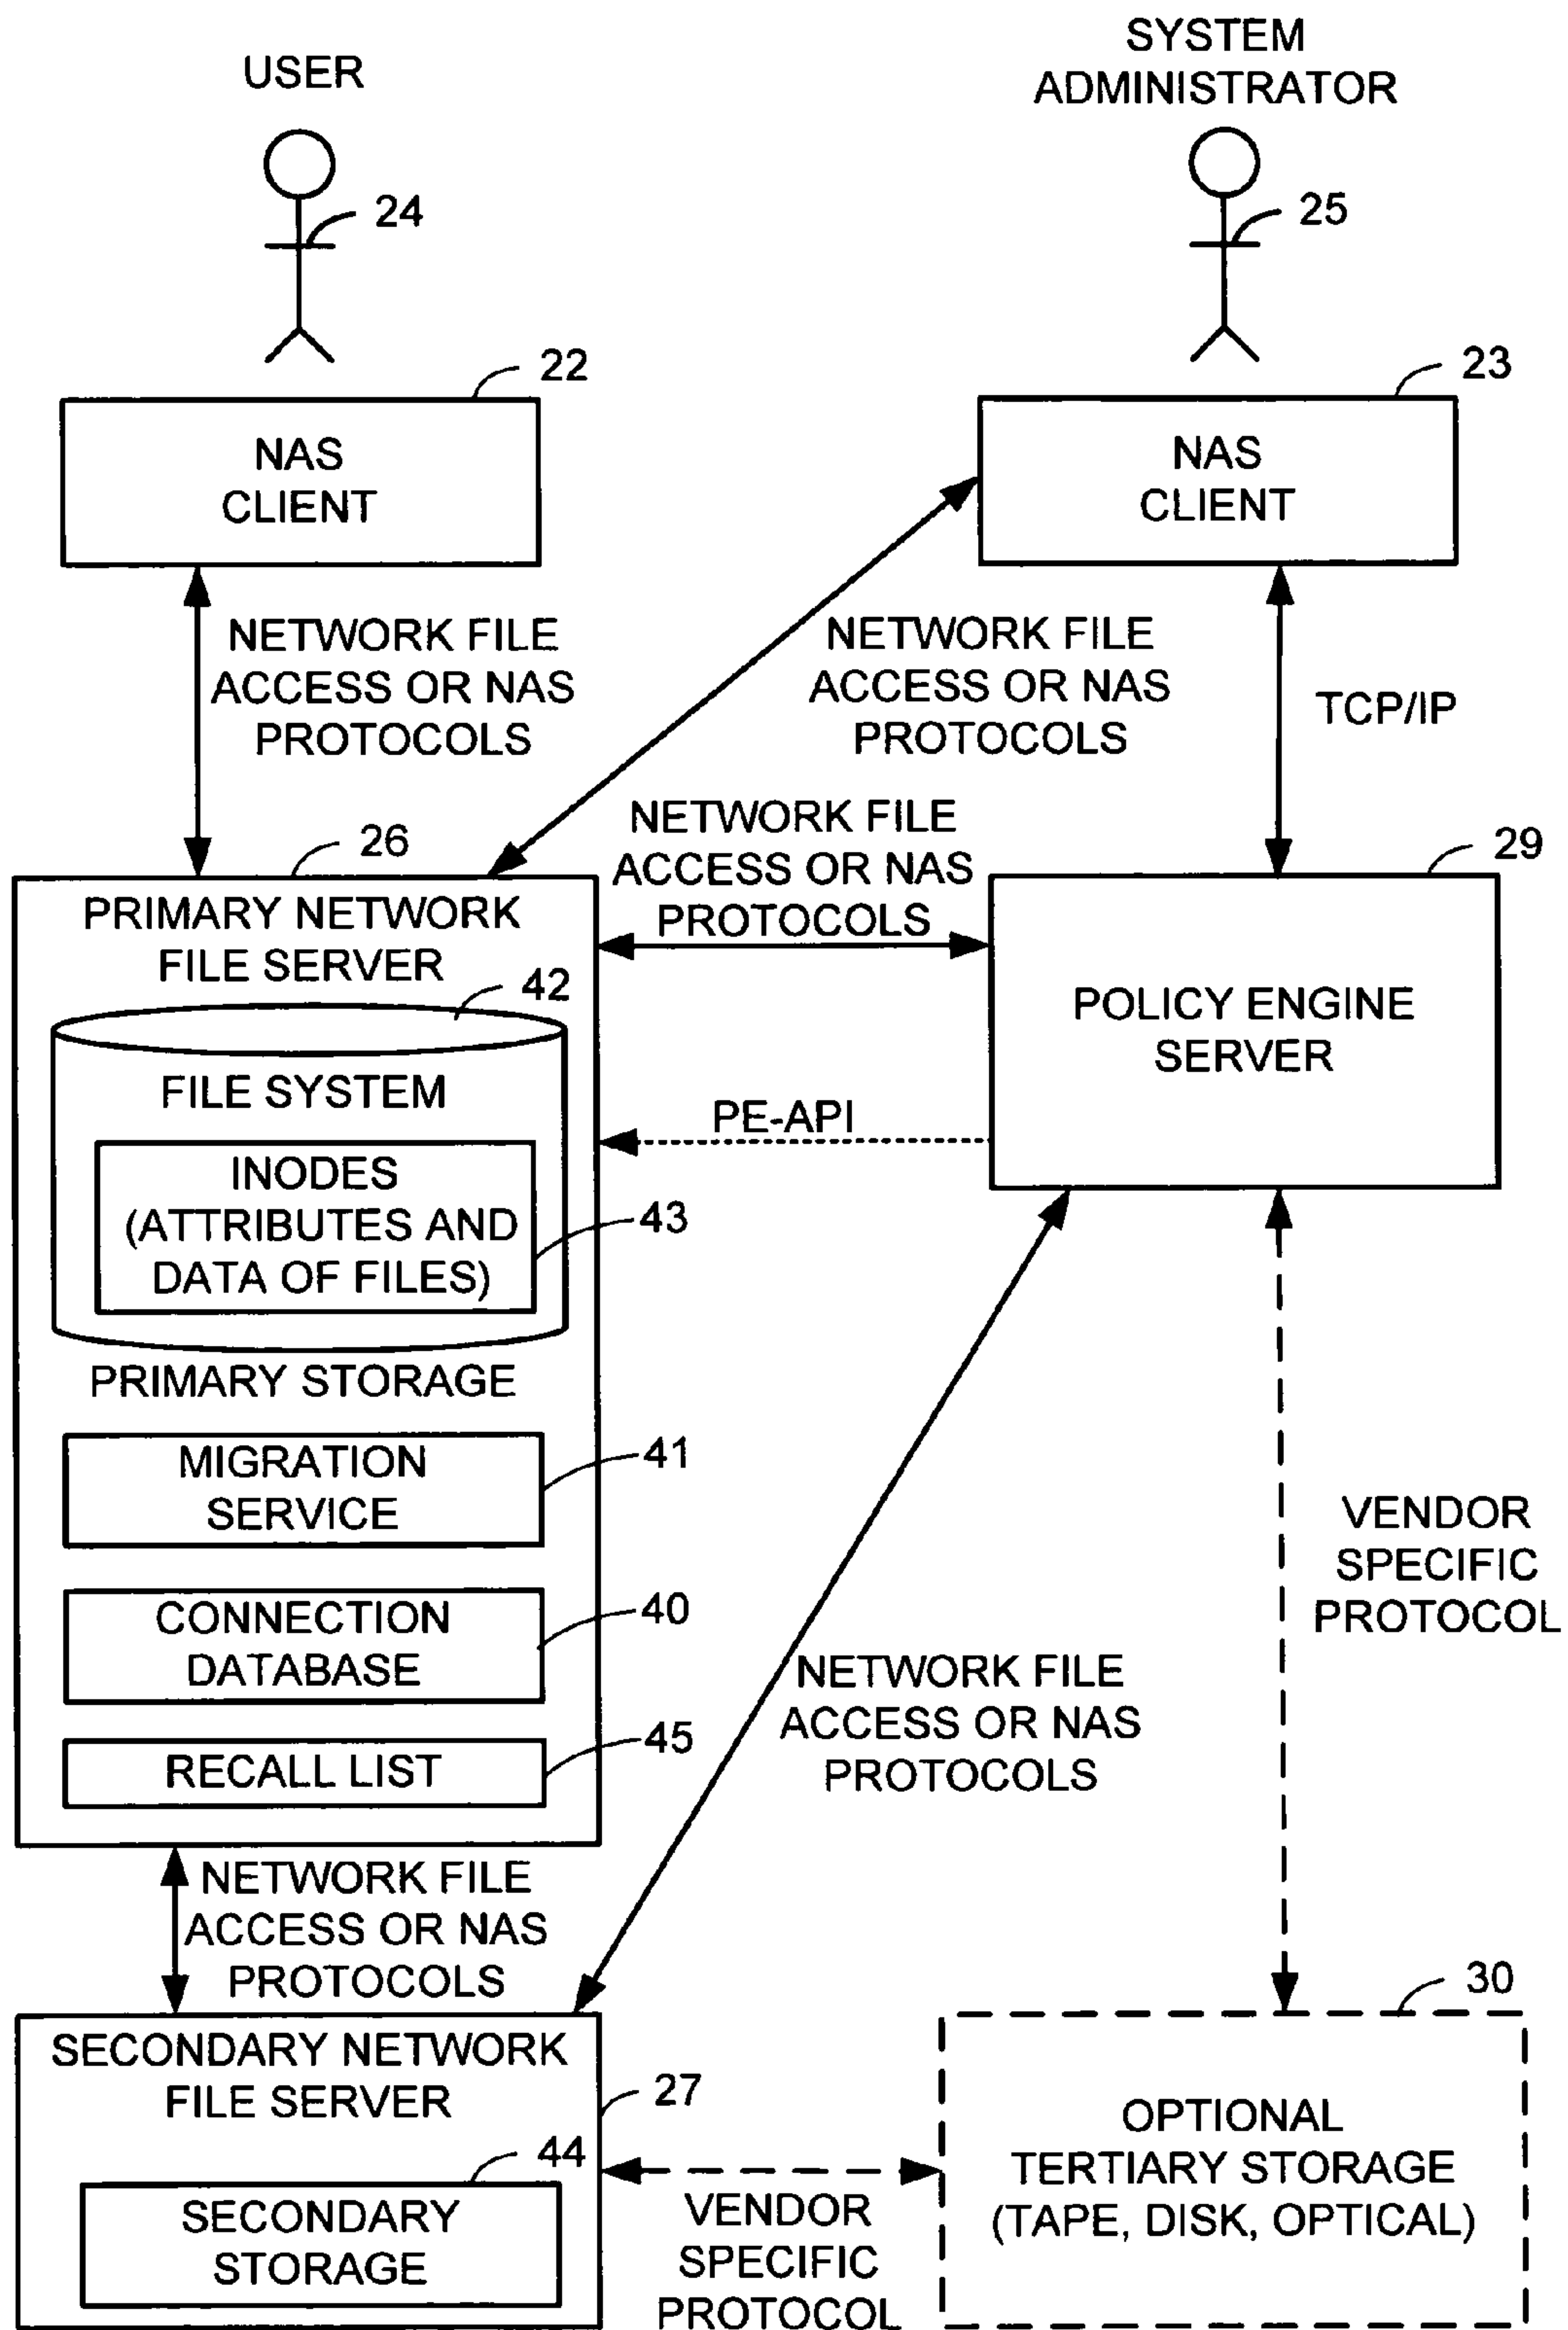 USER
24
SYSTEM
ADMINISTRATOR
25
22
NAS
CLIENT
23
NAS
CLIENT
NETWORK FILE
ACCESS OR NAS
PROTOCOLS
NETWORK FILE
ACCESS OR NAS
PROTOCOLS
TCP/IP
NETWORK FILE
ACCESS OR NAS
PROTOCOLS
26
PRIMARY NETWORK
FILE SERVER
42
FILE SYSTEM
INODES
(ATTRIBUTES AND
DATA OF FILES)
43
PRIMARY STORAGE
MIGRATION
SERVICE
41
CONNECTION
DATABASE
40
RECALL LIST
45
PE-API
29
POLICY ENGINE
SERVER
VENDOR
SPECIFIC
PROTOCOL
NETWORK FILE
ACCESS OR NAS
PROTOCOLS
NETWORK FILE
ACCESS OR NAS
PROTOCOLS
SECONDARY NETWORK
FILE SERVER
27
44
SECONDARY
STORAGE
VENDOR
SPECIFIC
PROTOCOL
30
OPTIONAL
TERTIARY STORAGE
(TAPE, DISK, OPTICAL)